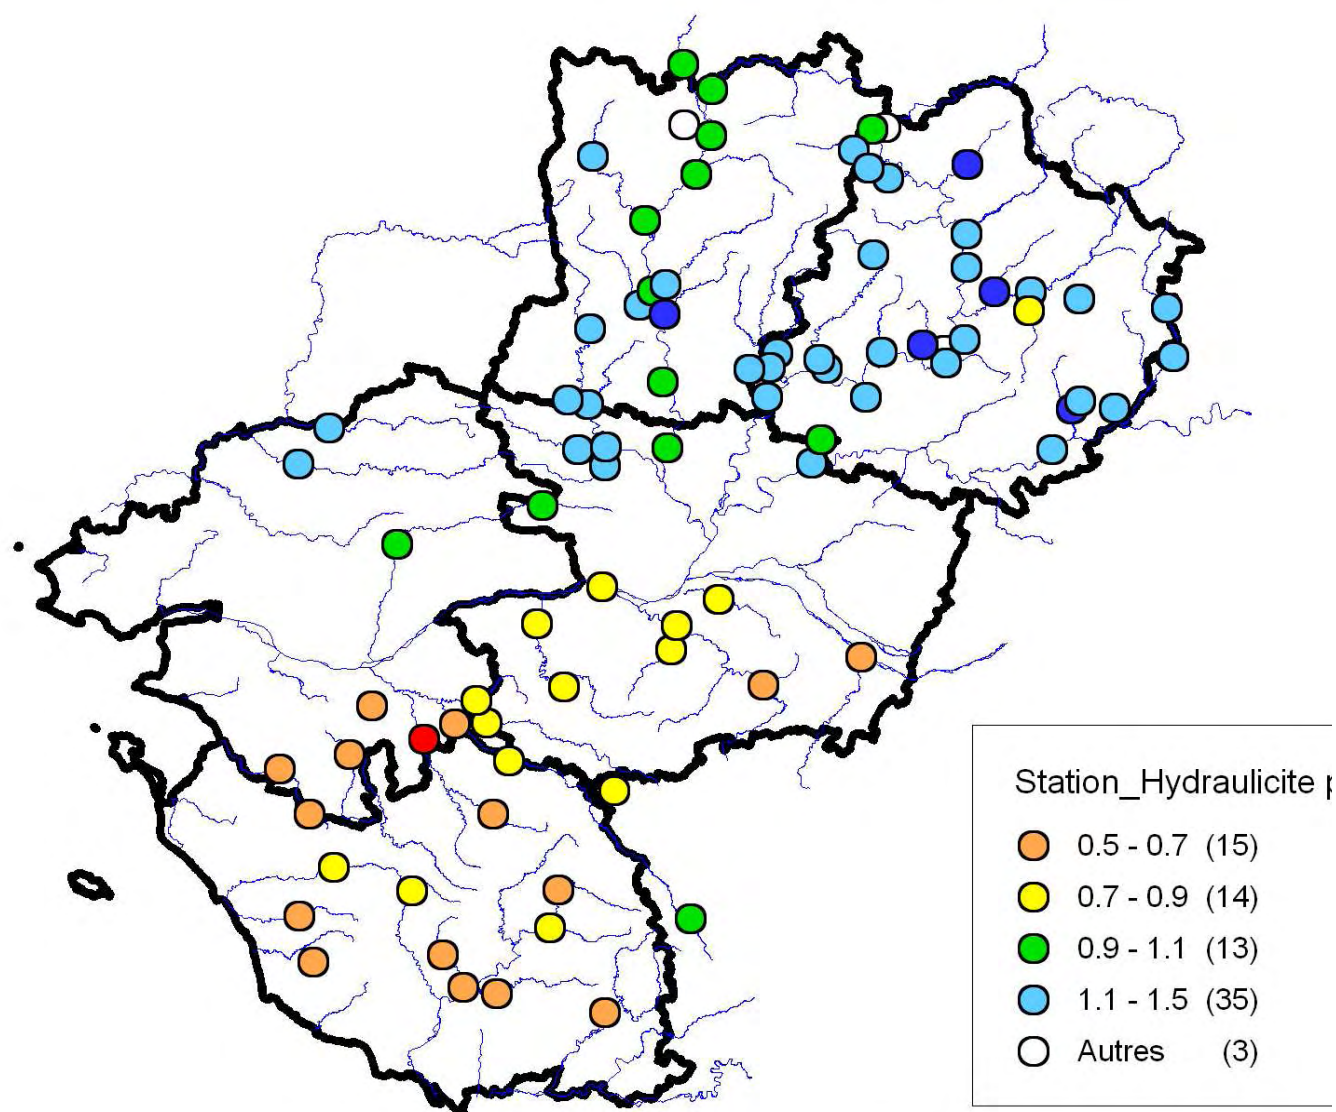 Station_Hydraulicite
0.5 - 0.7 (15)
0.7 - 0.9 (14)
0.9 - 1.1 (13)
1.1 - 1.5 (35)
Autres (3)